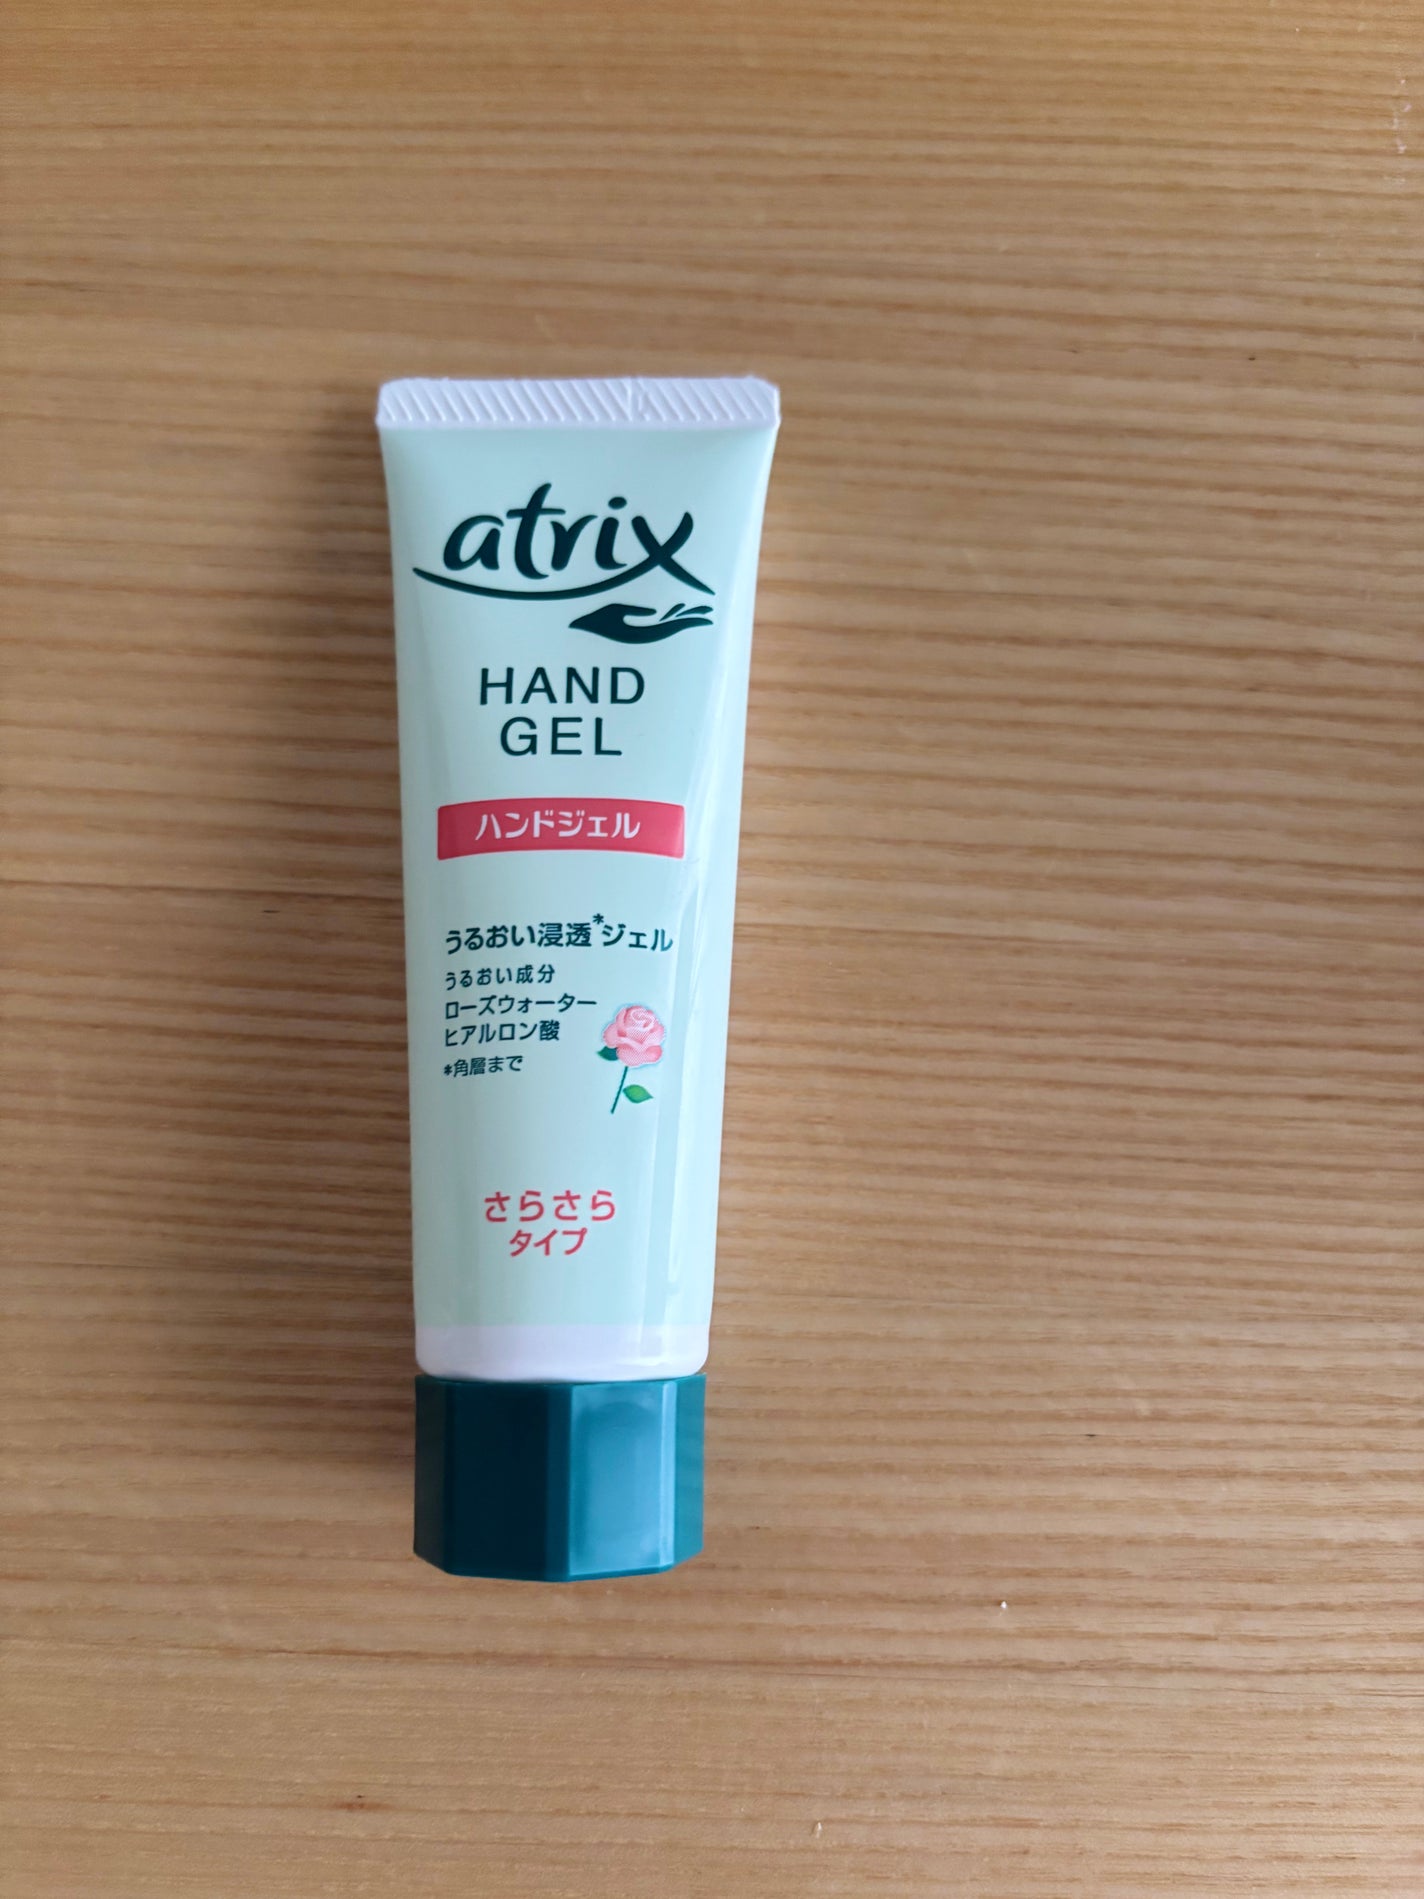 atrix
HAND
GEL
ハンドジェル
うるおい浸透*ジェル
うるおい成分
ローズウォーター
ヒアルロン酸
*角層まで
さらさら
タイプ